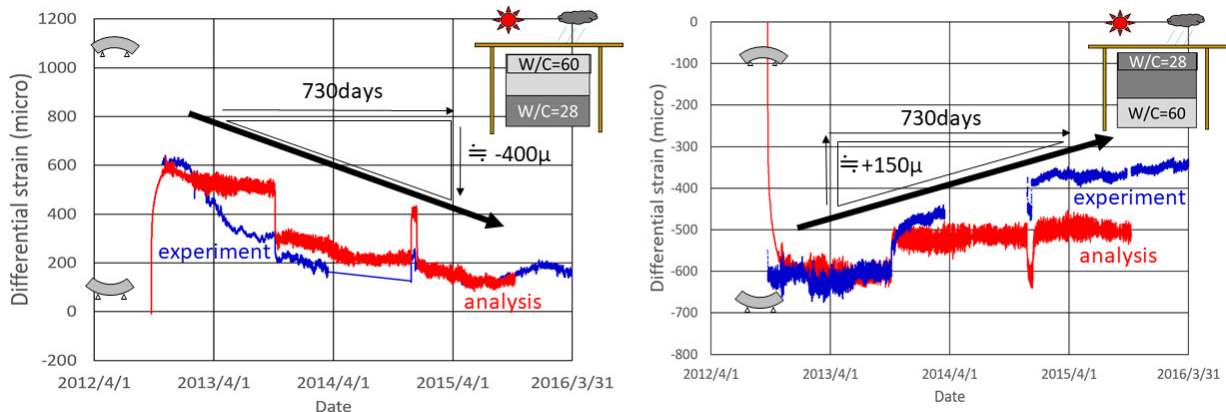 1200
1000
800
600
400
200
0
-200
Differential strain (micro)
2012/4/1
2013/4/1
2014/4/1
2015/4/1
2016/3/31
Date
730days
≒ -400μ
experiment
analysis
W/C=60
W/C=28
0
-100
-200
-300
-400
-500
-600
-700
-800
Differential strain (micro)
2012/4/1
2013/4/1
2014/4/1
2015/4/1
2016/3/31
Date
730days
≒+150μ
experiment
analysis
W/C=28
W/C=60